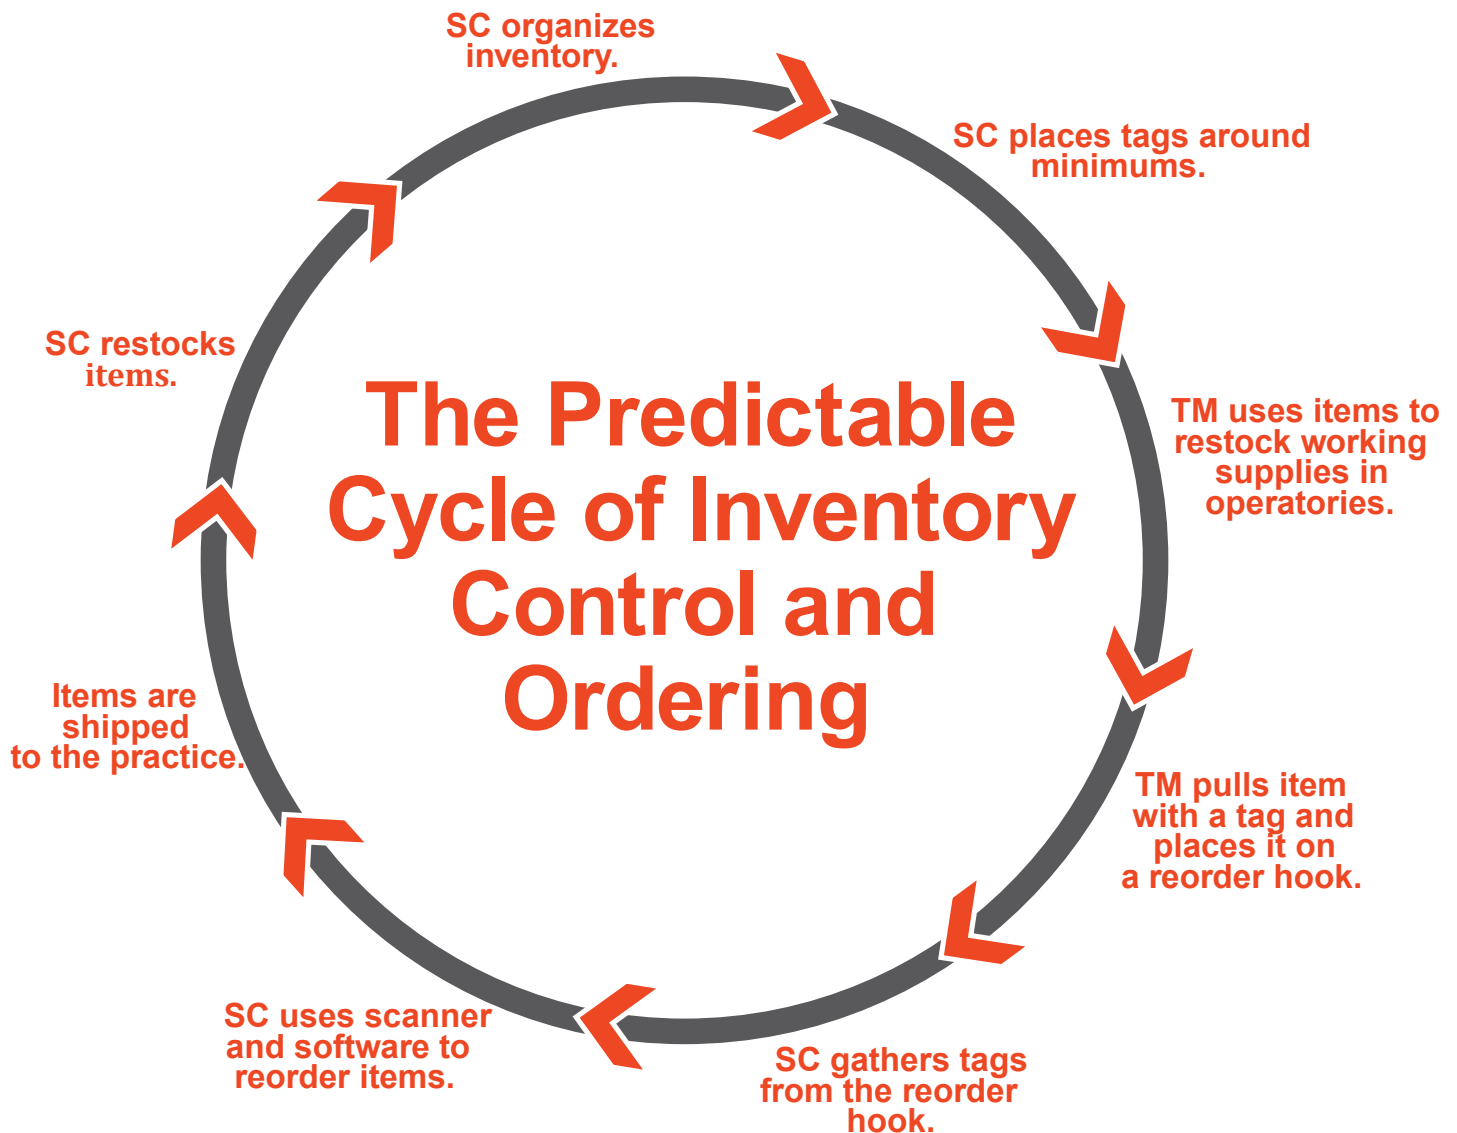 SC organizes
inventory.
SC places tags around
minimums.
TM uses items to
restock working
supplies in
operatories.
TM pulls item
with a tag and
places it on
a reorder hook.
SC gathers tags
from the reorder
hook.
SC uses scanner
and software to
reorder items.
Items are
shipped
to the practice.
SC restocks
items.
The Predictable
Cycle of Inventory
Control and
Ordering